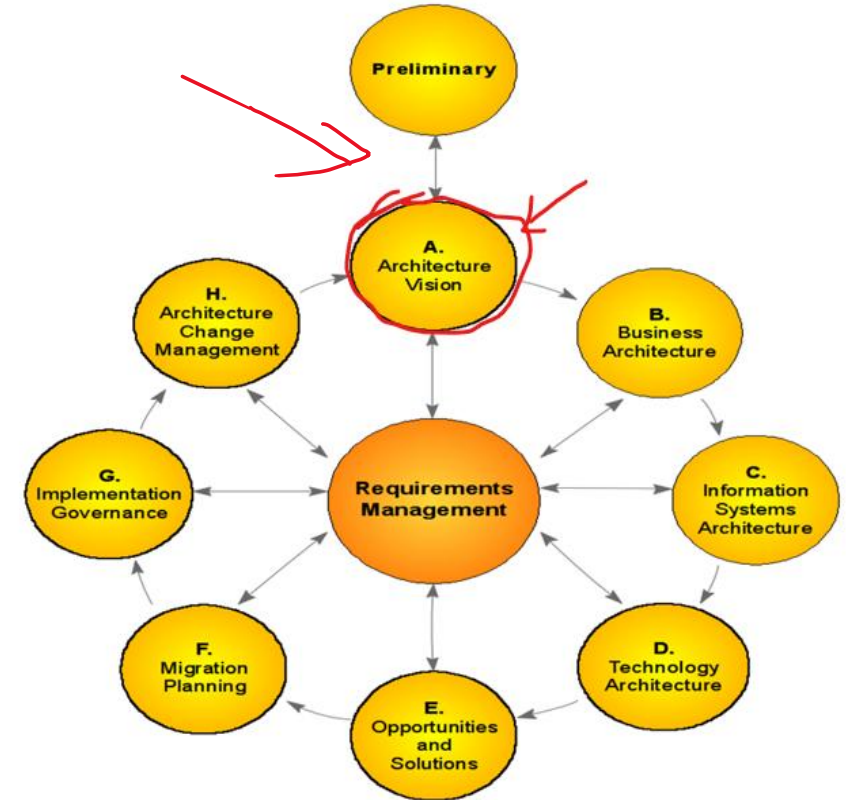 Preliminary
A.
Architecture
Vision
B.
Business
Architecture
C.
Information
Systems
Architecture
D.
Technology
Architecture
E.
Opportunities
and
Solutions
F.
Migration
Planning
G.
Implementation
Governance
H.
Architecture
Change
Management
Requirements
Management